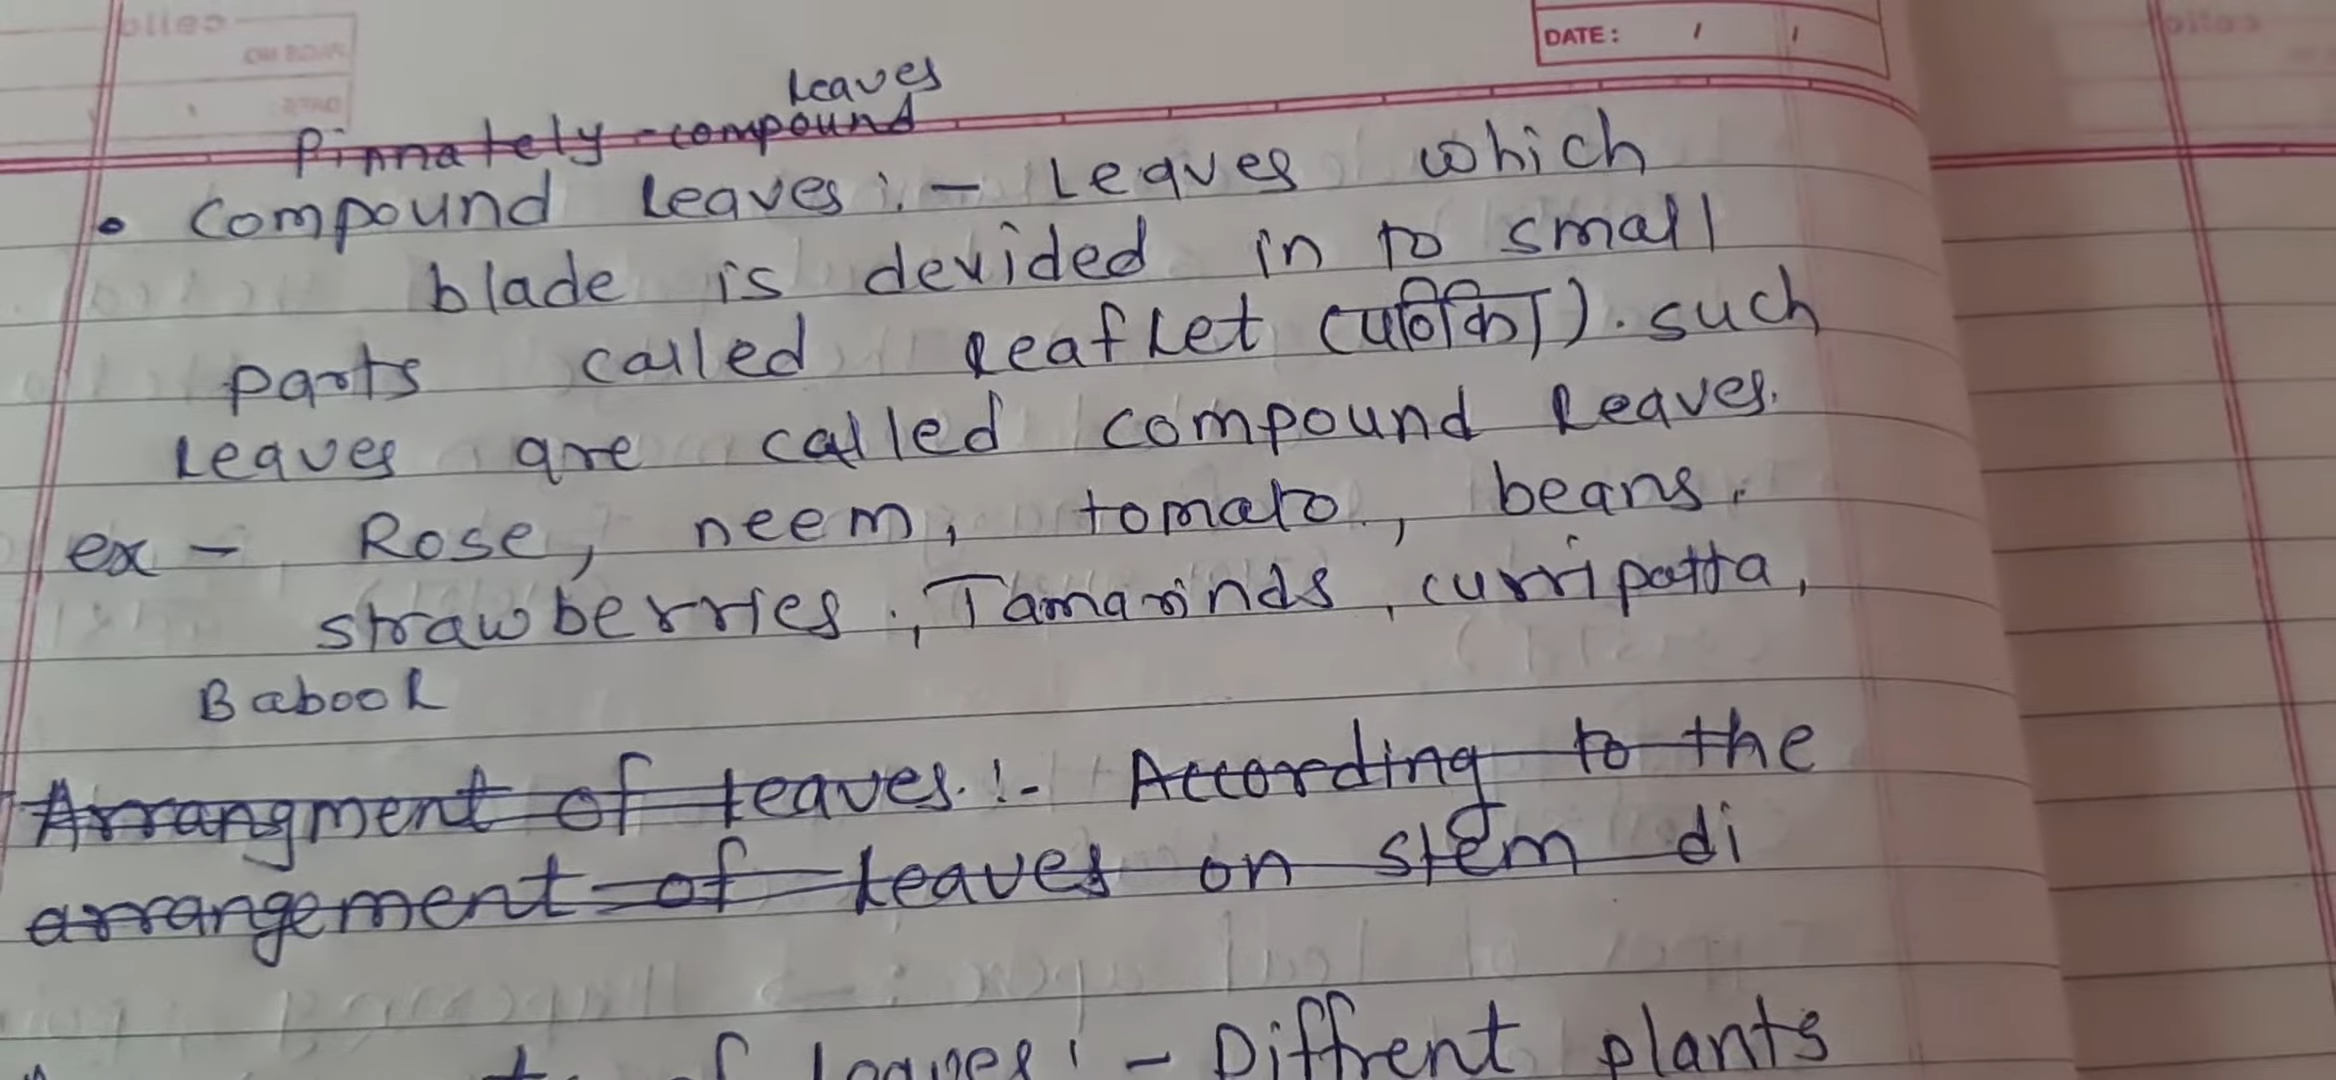 DATE: / /
Leaves
Pinnately compound
• Compound Leaves :- Leaves which
blade is devided in to small
parts called leaflet (पर्णिका). such
Leaves are called compound leaves.
ex - Rose, neem, tomato, beans.
strawberries, Tamarinds, curripatta,
Babool
Arrangment of Leaves. :- According to the
arrangement of Leaves on stem di
of leaves :- Diffrent plants